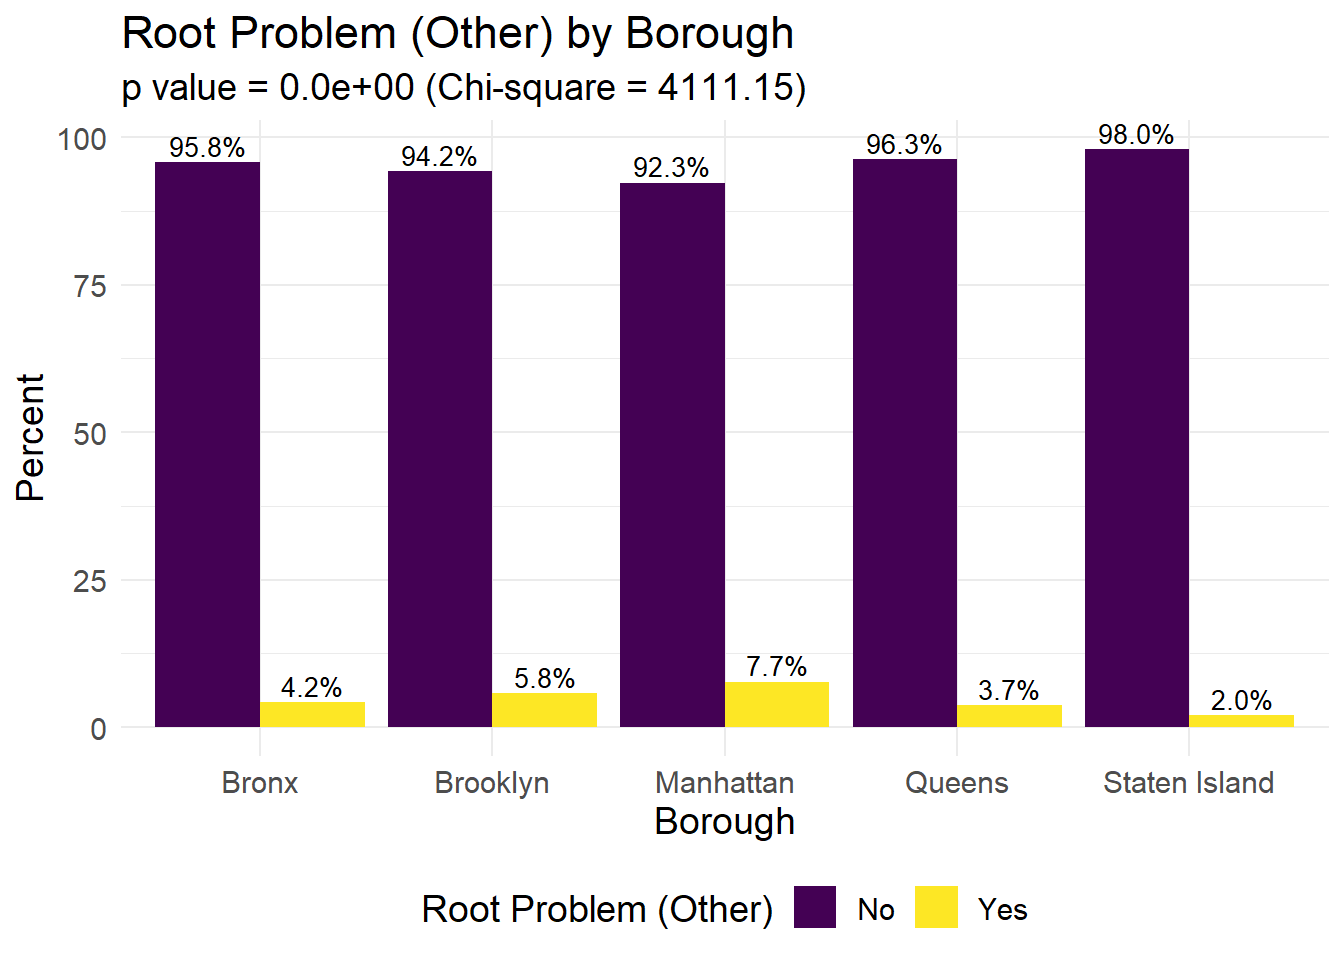 Root Problem (Other) by Borough
p value = 0.0e+00 (Chi-square = 4111.15)
100
75
50
25
0
Percent
95.8%
4.2%
94.2%
5.8%
92.3%
7.7%
96.3%
3.7%
98.0%
2.0%
Bronx
Brooklyn
Manhattan
Queens
Staten Island
Borough
Root Problem (Other)
No
Yes